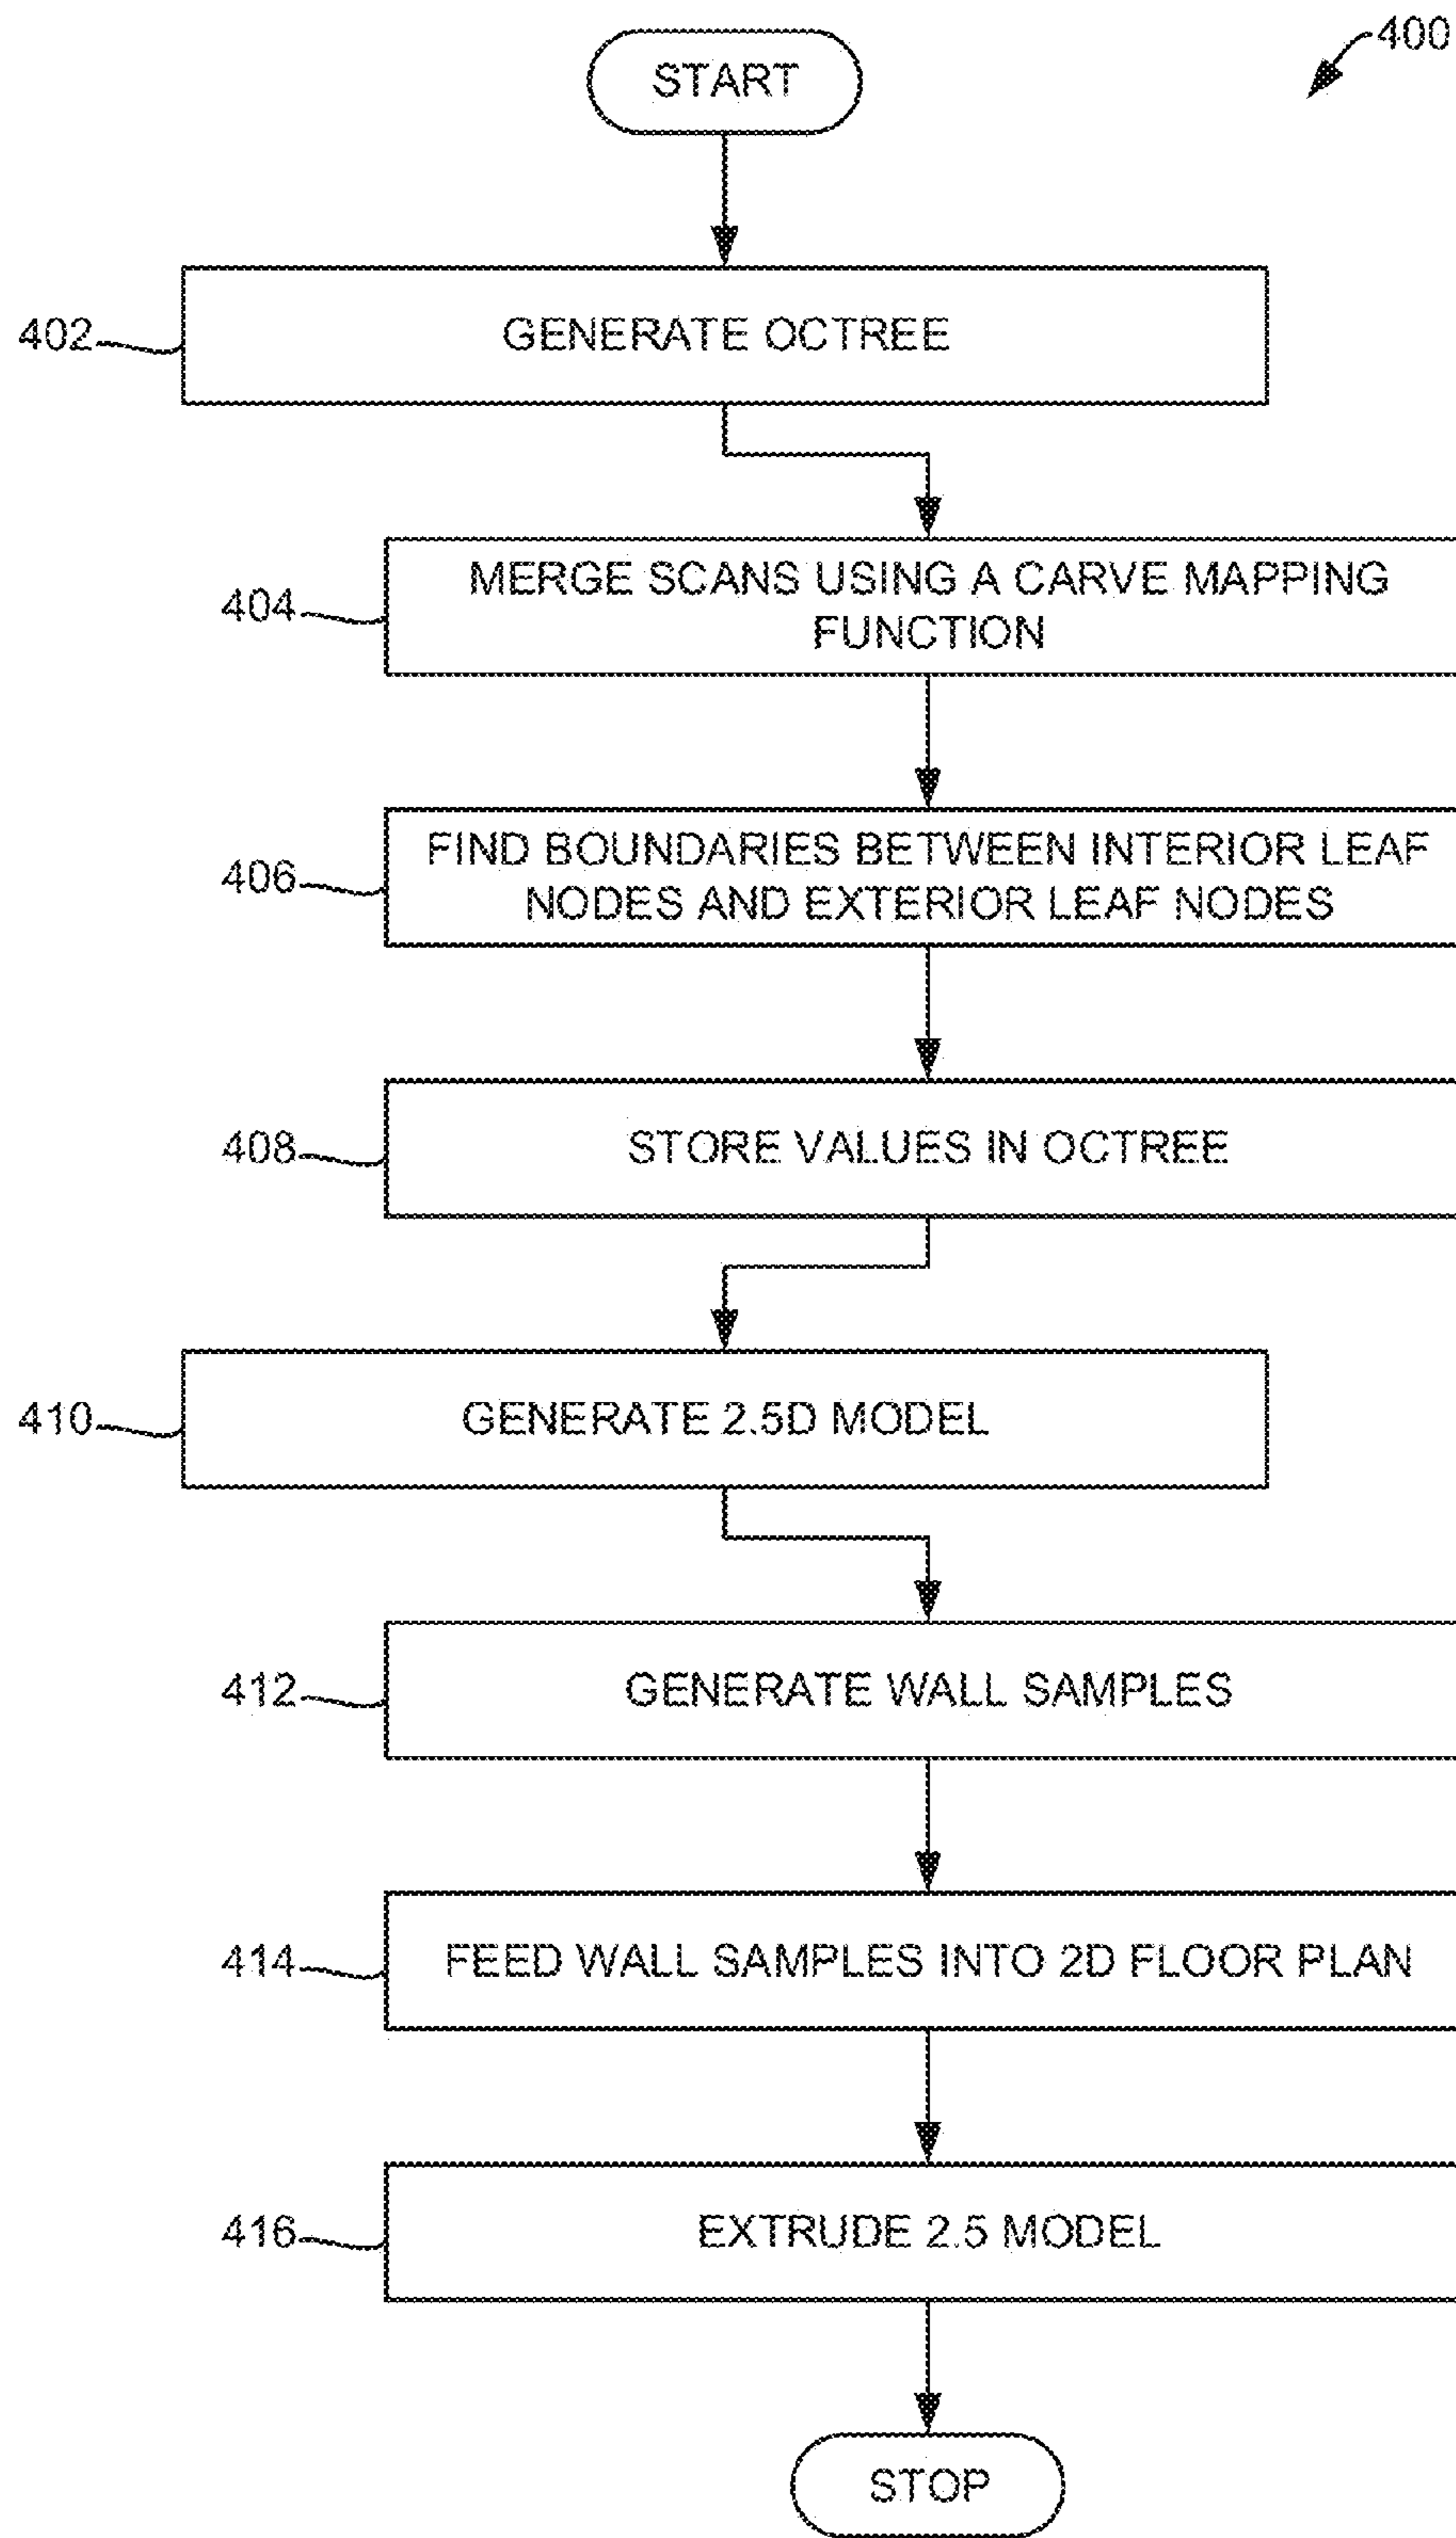 400
START
402
GENERATE OCTREE
404
MERGE SCANS USING A CARVE MAPPING
FUNCTION
406
FIND BOUNDARIES BETWEEN INTERIOR LEAF
NODES AND EXTERIOR LEAF NODES
408
STORE VALUES IN OCTREE
410
GENERATE 2.5D MODEL
412
GENERATE WALL SAMPLES
414
FEED WALL SAMPLES INTO 2D FLOOR PLAN
416
EXTRUDE 2.5 MODEL
STOP